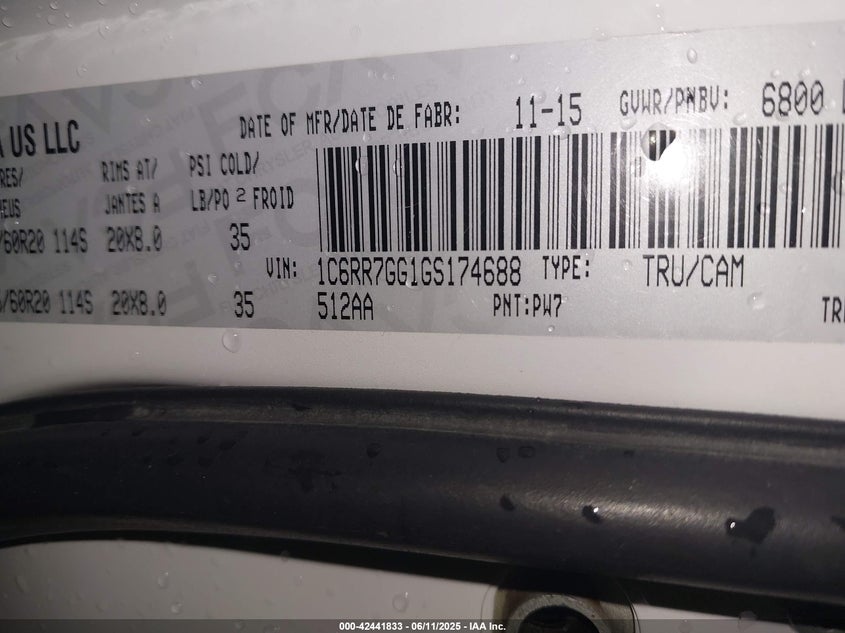 A US LLC
DATE OF MFR/DATE DE FABR: 11-15 GVWR/PNBV: 6800
RES/ RIMS AT/ PSI COLD/
EUS JANTES A LB/PO 2 FROID
/60R20 114S 20X8.0 35
VIN: 1C6RR7GG1GS174688 TYPE: TRU/CAM
/60R20 114S 20X8.0 35 512AA PNT:PW7
000-42441833 - 06/11/2025 - IAA Inc.